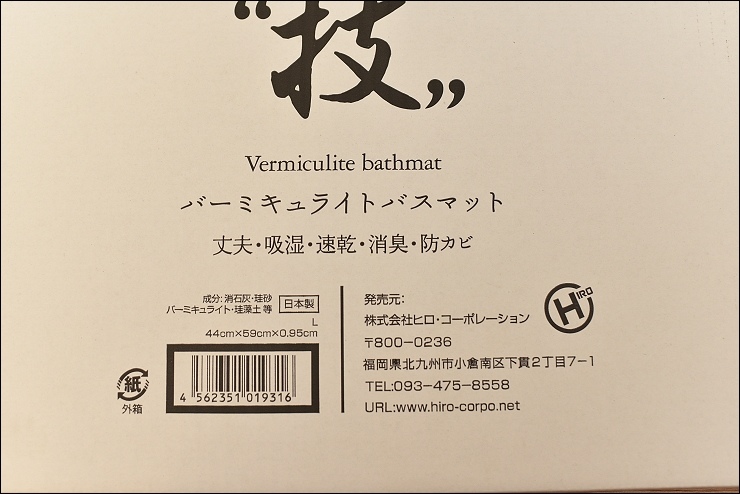 “技”
Vermiculite bathmat
バーミキュライトバスマット
丈夫・吸湿・速乾・消臭・防カビ
成分：消石灰・珪砂
バーミキュライト・珪藻土 等
日本製
L
44cm×59cm×0.95cm
4 562351 019316
紙
外箱
発売元：
株式会社ヒロ・コーポレーション
HIRO
〒800-0236
福岡県北九州市小倉南区下貫2丁目7-1
TEL:093-475-8558
URL:www.hiro-corpo.net